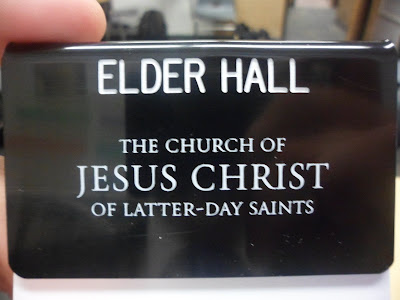 ELDER HALL
THE CHURCH OF
JESUS CHRIST
OF LATTER-DAY SAINTS